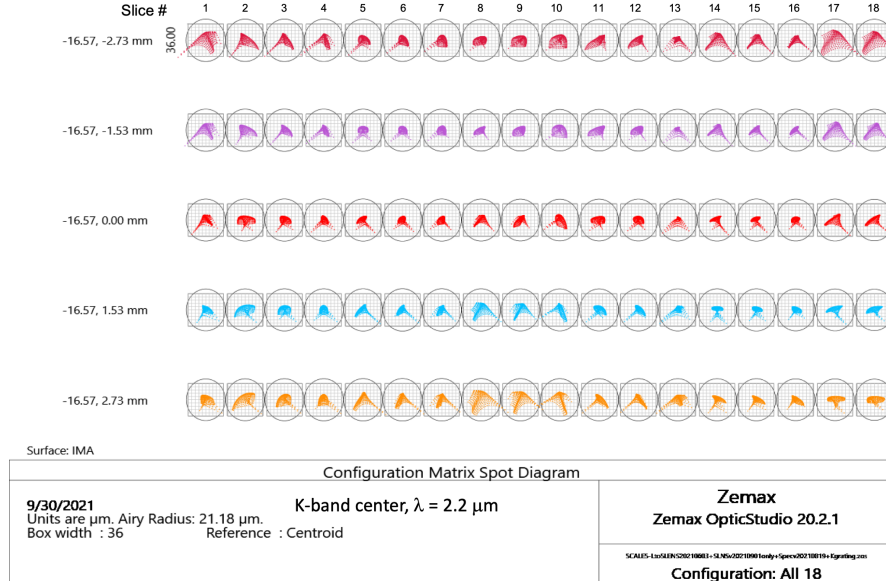 Slice # 1 2 3 4 5 6 7 8 9 10 11 12 13 14 15 16 17 18
-16.57, -2.73 mm 36.00
-16.57, -1.53 mm
-16.57, 0.00 mm
-16.57, 1.53 mm
-16.57, 2.73 mm
Surface: IMA
Configuration Matrix Spot Diagram
9/30/2021 K-band center, λ = 2.2 μm
Units are µm. Airy Radius: 21.18 µm.
Box width : 36 Reference : Centroid
Zemax
Zemax OpticStudio 20.2.1
Configuration: All 18